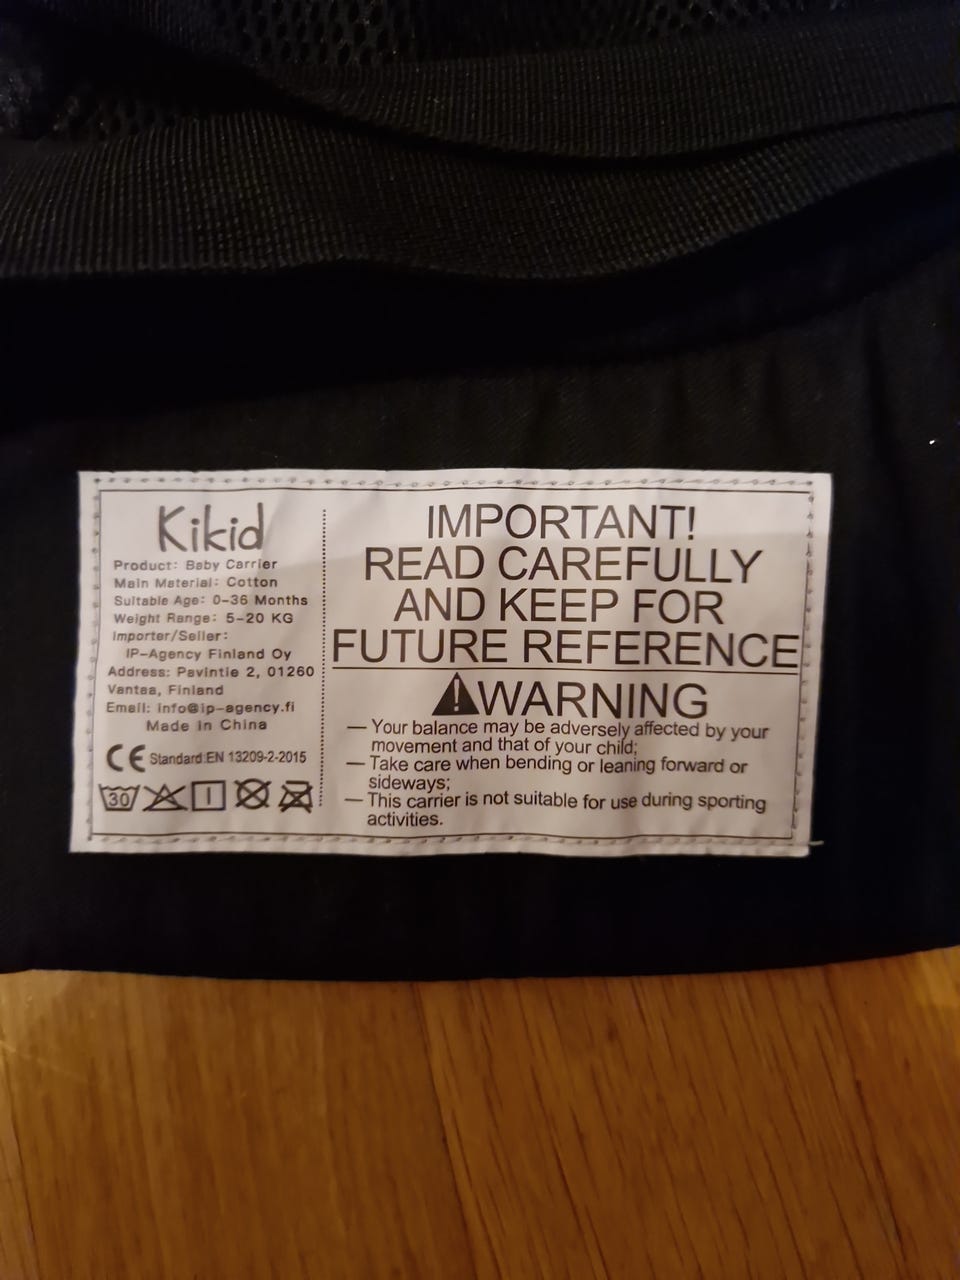 Kikid
Product: Baby Carrier
Main Material: Cotton
Suitable Age: 0-36 Months
Weight Range: 5-20 KG
Importer/Seller:
IP-Agency Finland Oy
Address: Pavintie 2, 01260
Vantaa, Finland
Email: info@ip-agency.fi
Made in China
CE Standard:EN 13209-2-2015
30
IMPORTANT!
READ CAREFULLY
AND KEEP FOR
FUTURE REFERENCE
WARNING
— Your balance may be adversely affected by your
movement and that of your child;
— Take care when bending or leaning forward or
sideways;
— This carrier is not suitable for use during sporting
activities.